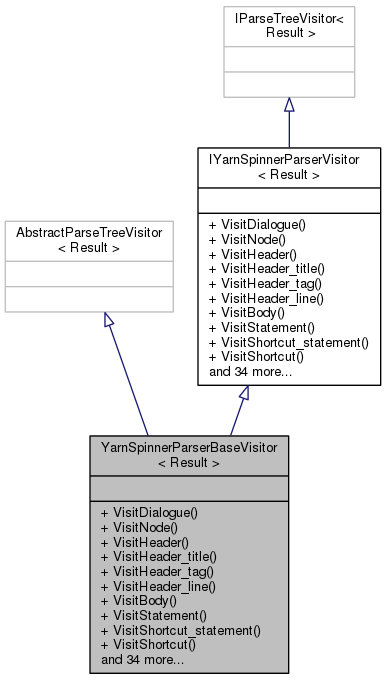 IParseTreeVisitor<
Result >
IYarnSpinnerParserVisitor
< Result >
+ VisitDialogue()
+ VisitNode()
+ VisitHeader()
+ VisitHeader_title()
+ VisitHeader_tag()
+ VisitHeader_line()
+ VisitBody()
+ VisitStatement()
+ VisitShortcut_statement()
+ VisitShortcut()
and 34 more...
AbstractParseTreeVisitor
< Result >
YarnSpinnerParserBaseVisitor
< Result >
+ VisitDialogue()
+ VisitNode()
+ VisitHeader()
+ VisitHeader_title()
+ VisitHeader_tag()
+ VisitHeader_line()
+ VisitBody()
+ VisitStatement()
+ VisitShortcut_statement()
+ VisitShortcut()
and 34 more...